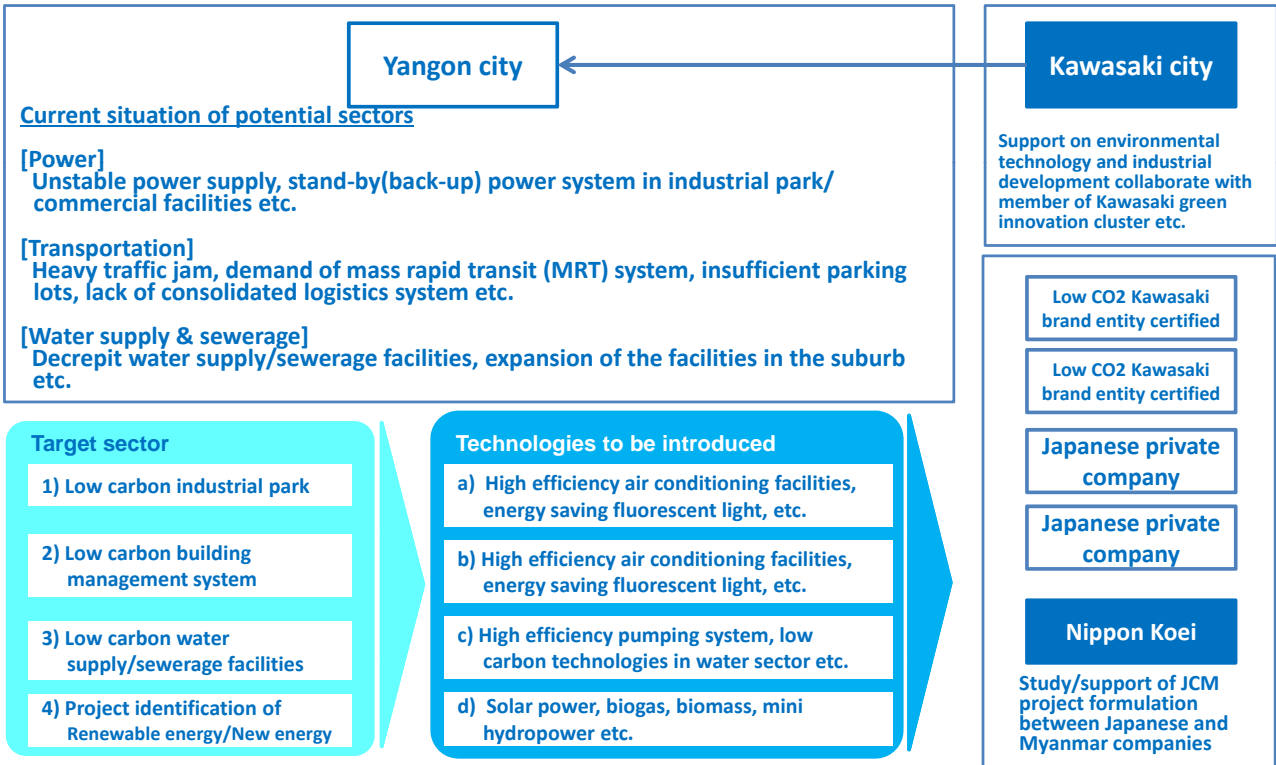 Yangon city
Current situation of potential sectors
[Power]
Unstable power supply, stand-by(back-up) power system in industrial park/
commercial facilities etc.
[Transportation]
Heavy traffic jam, demand of mass rapid transit (MRT) system, insufficient parking
lots, lack of consolidated logistics system etc.
[Water supply & sewerage]
Decrepit water supply/sewerage facilities, expansion of the facilities in the suburb
etc.
Kawasaki city
Support on environmental
technology and industrial
development collaborate with
member of Kawasaki green
innovation cluster etc.
Target sector
1) Low carbon industrial park
2) Low carbon building
management system
3) Low carbon water
supply/sewerage facilities
4) Project identification of
Renewable energy/New energy
Technologies to be introduced
a) High efficiency air conditioning facilities,
energy saving fluorescent light, etc.
b) High efficiency air conditioning facilities,
energy saving fluorescent light, etc.
c) High efficiency pumping system, low
carbon technologies in water sector etc.
d) Solar power, biogas, biomass, mini
hydropower etc.
Low CO2 Kawasaki
brand entity certified
Low CO2 Kawasaki
brand entity certified
Japanese private
company
Japanese private
company
Nippon Koei
Study/support of JCM
project formulation
between Japanese and
Myanmar companies